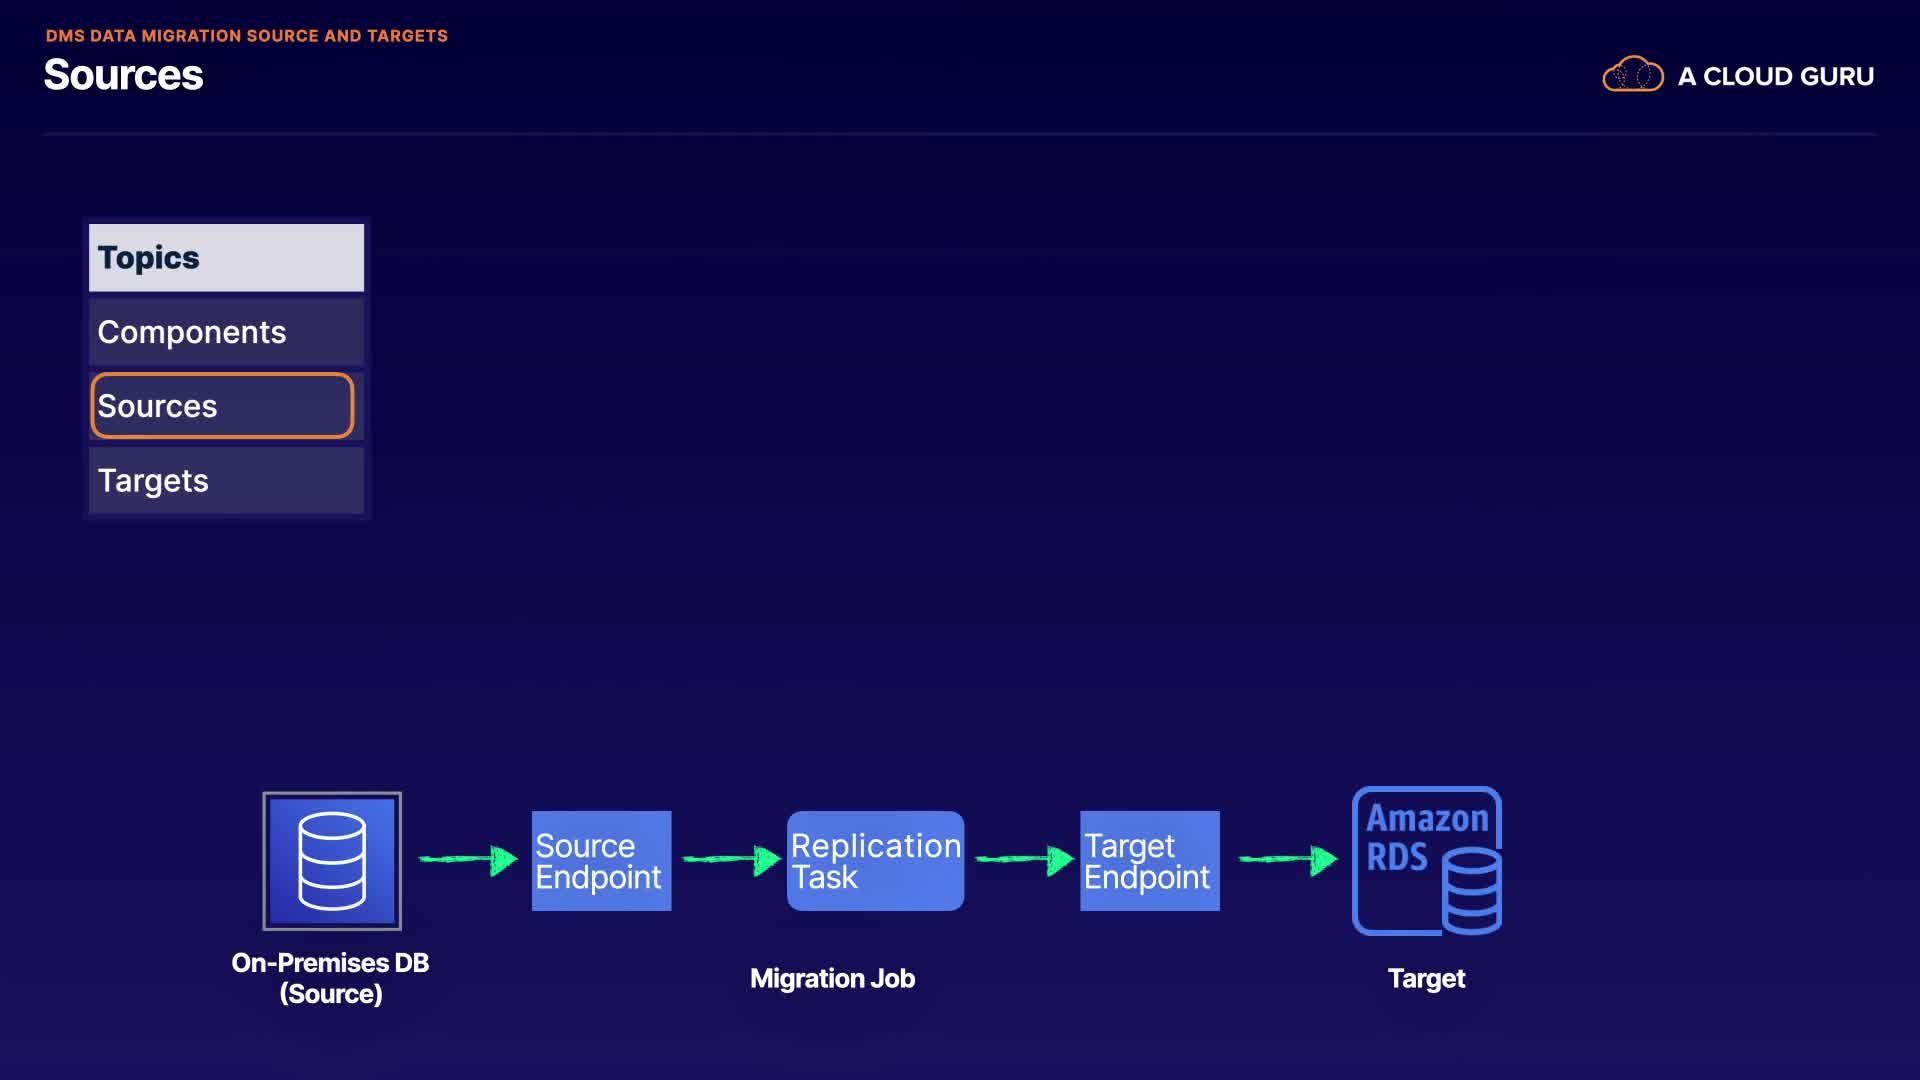 DMS DATA MIGRATION SOURCE AND TARGETS
Sources
A CLOUD GURU
Topics
Components
Sources
Targets
Source
Endpoint
Replication
Task
Target
Endpoint
Amazon
RDS
On-Premises DB
(Source)
Migration Job
Target